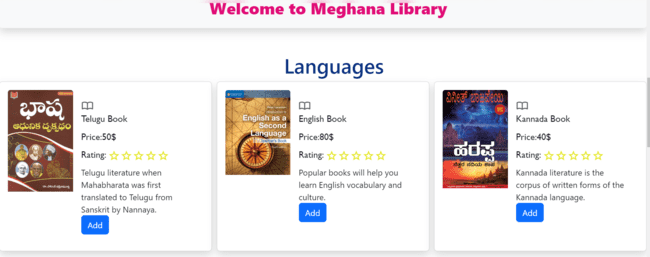 Welcome to Meghana Library
Languages
భాష
ఆధునిక దృక్పథం
Telugu Book
Price:50$
Rating:
Telugu literature when
Mahabharata was first
translated to Telugu from
Sanskrit by Nannaya.
Add
English as a
Second
Language
English Book
Price:80$
Rating:
Popular books will help you
learn English vocabulary and
culture.
Add
ಹರಪ್ಪ
Kannada Book
Price:40$
Rating:
Kannada literature is the
corpus of written forms of the
Kannada language.
Add